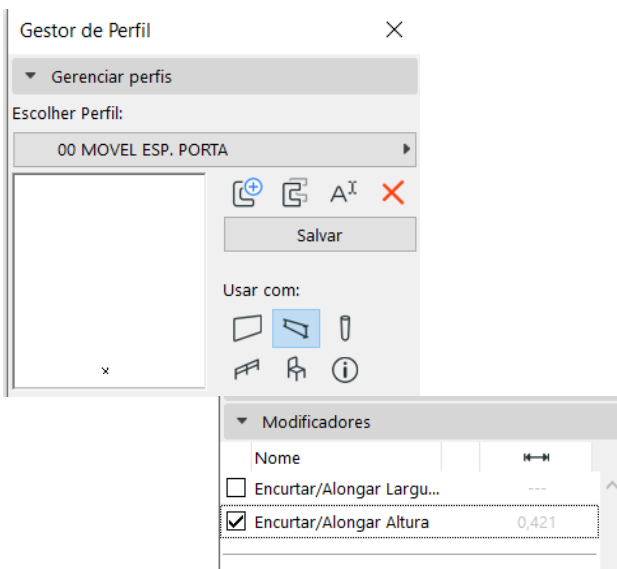 Gestor de Perfil
Gerenciar perfis
Escolher Perfil:
00 MOVEL ESP. PORTA
Salvar
Usar com:
Modificadores
Nome
Encurtar/Alongar Largu... ---
Encurtar/Alongar Altura 0,421